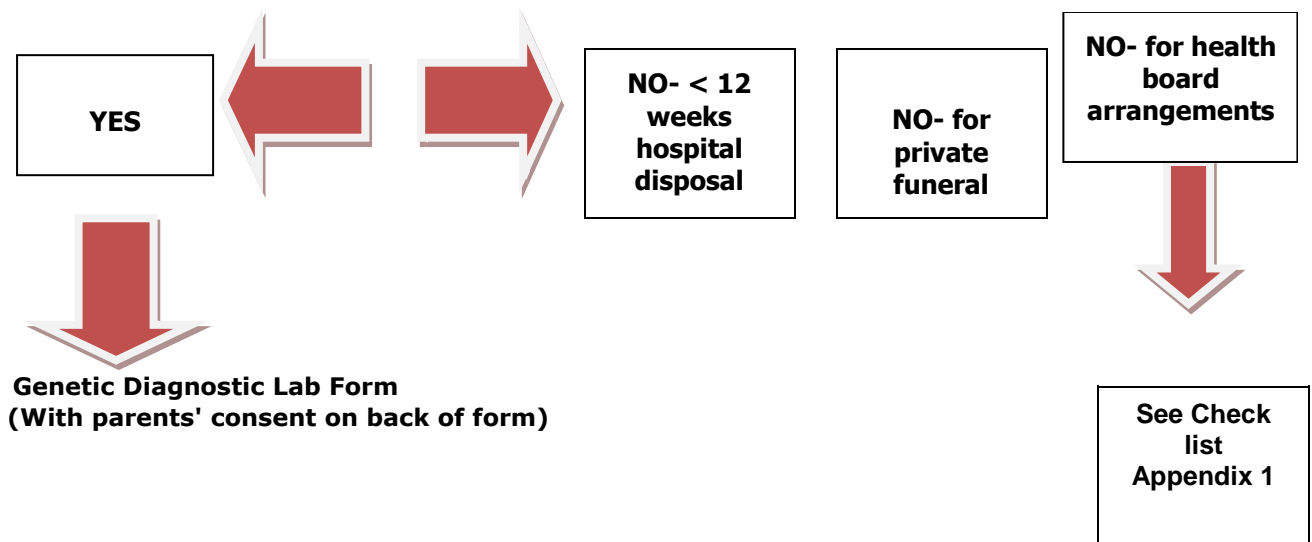 YES
NO- < 12
weeks
hospital
disposal
NO- for
private
funeral
NO- for health
board
arrangements
Genetic Diagnostic Lab Form
(With parents' consent on back of form)
See Check
list
Appendix 1